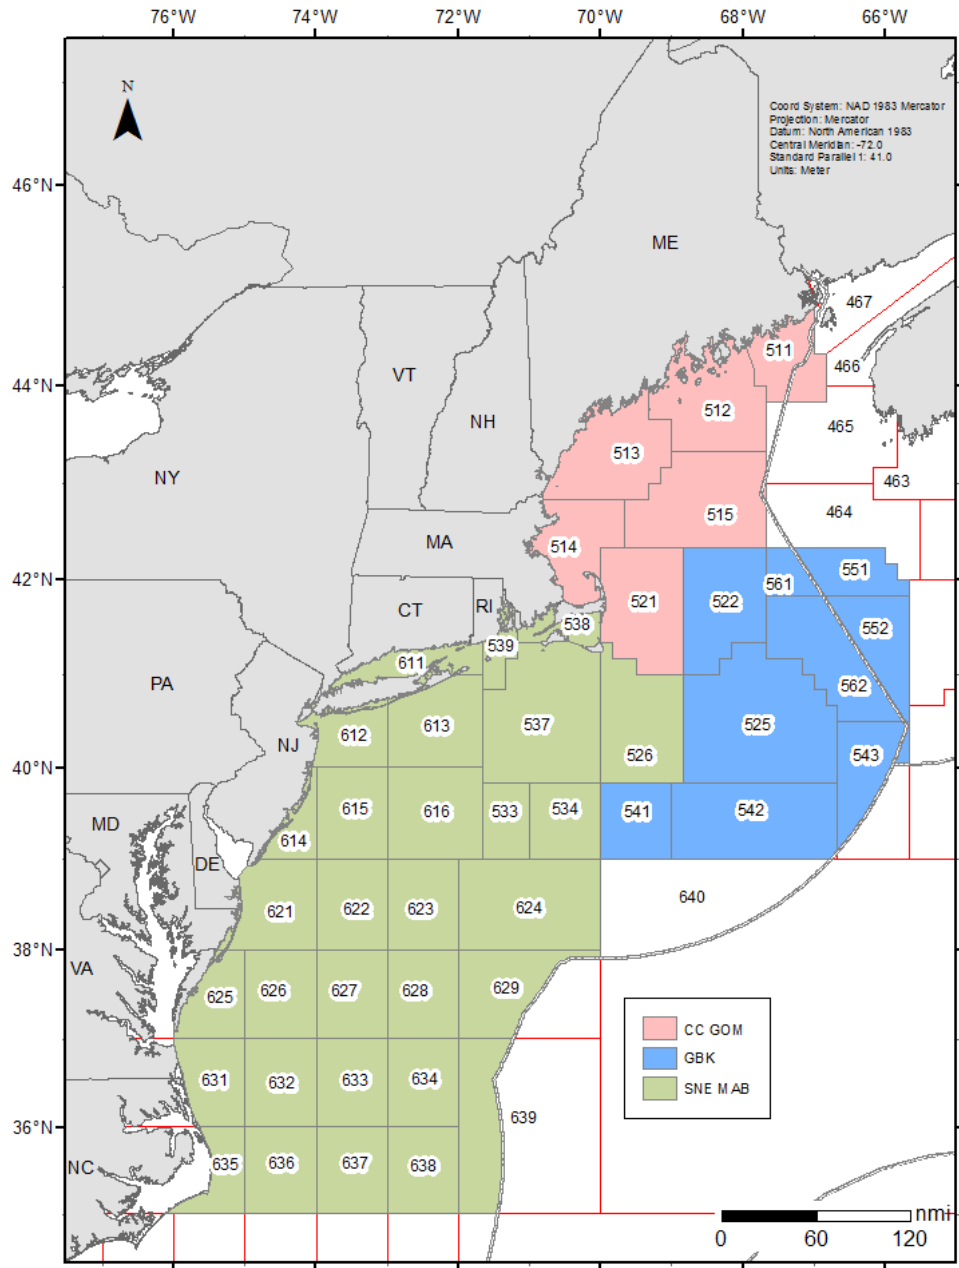 76°W 74°W 72°W 70°W 68°W 66°W
N
Coord System: NAD 1983 Mercator
Projection: Mercator
Datum: North American 1983
Central Meridian: -72.0
Standard Parallel 1: 41.0
Units: Meter
46°N
ME
467
511
466
VT
44°N
512
NH
465
513
NY
463
464
515
MA
514
551
42°N
561
521
522
CT
RI
538
552
539
611
PA
562
613
537
525
612
NJ
526
543
40°N
615
616
533
534
541
542
MD
614
DE
640
621
622
623
624
38°N
VA
625
626
627
628
629
CC GOM
GBK
SNE MAB
631
632
633
634
639
36°N
NC
635
636
637
638
nmi
0 60 120